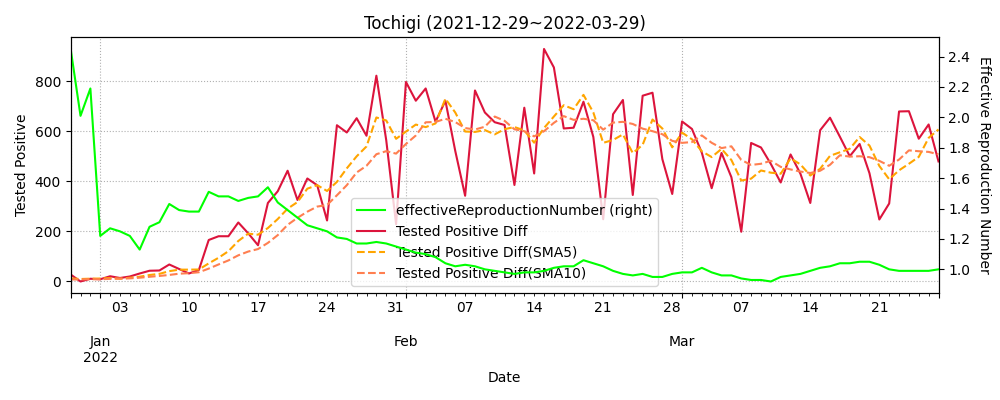 Tochigi (2021-12-29~2022-03-29)
Tested Positive
800
600
400
200
0
2.4
2.2
2.0
1.8
1.6
1.4
1.2
1.0
Effective Reproduction Number
effectiveReproductionNumber (right)
Tested Positive Diff
Tested Positive Diff(SMA5)
Tested Positive Diff(SMA10)
03 10 17 24 31 07 14 21 28 07 14 21
Jan Feb Mar
2022
Date